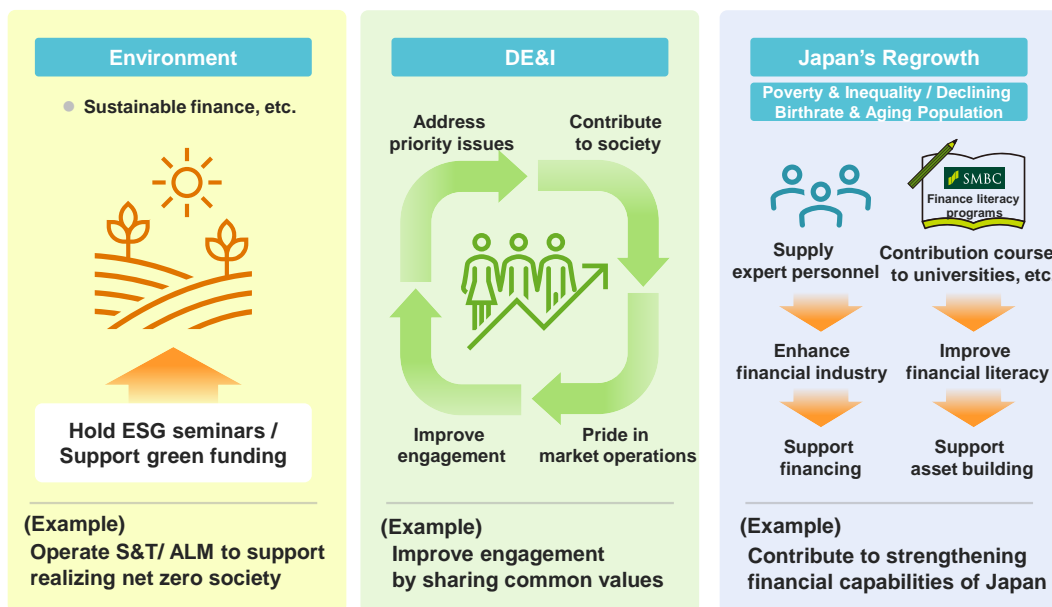 Environment
Sustainable finance, etc.
Hold ESG seminars /
Support green funding
(Example)
Operate S&T/ ALM to support
realizing net zero society
DE&I
Address
priority issues
Contribute
to society
Improve
engagement
Pride in
market operations
(Example)
Improve engagement
by sharing common values
Japan's Regrowth
Poverty & Inequality / Declining
Birthrate & Aging Population
SMBC
Finance literacy
programs
Supply
expert personnel
Contribution course
to universities, etc
Enhance
financial industry
Improve
financial literacy
Support
financing
Support
asset building
(Example)
Contribute to strengthening
financial capabilities of Japan